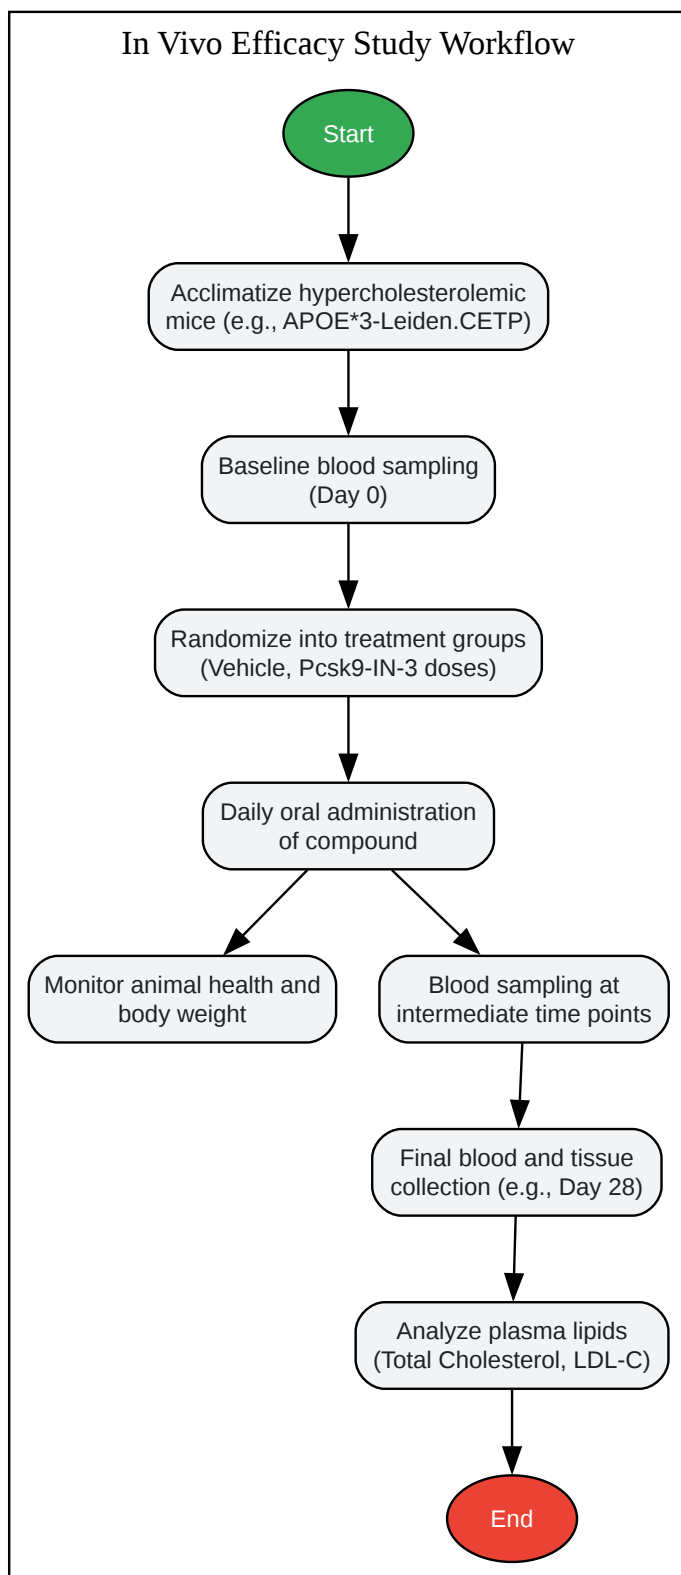 In Vivo Efficacy Study Workflow
Start
Acclimatize hypercholesterolemic
mice (e.g., APOE*3-Leiden.CETP)
Baseline blood sampling
(Day 0)
Randomize into treatment groups
(Vehicle, Pcsk9-IN-3 doses)
Daily oral administration
of compound
Monitor animal health and
body weight
Blood sampling at
intermediate time points
Final blood and tissue
collection (e.g., Day 28)
Analyze plasma lipids
(Total Cholesterol, LDL-C)
End